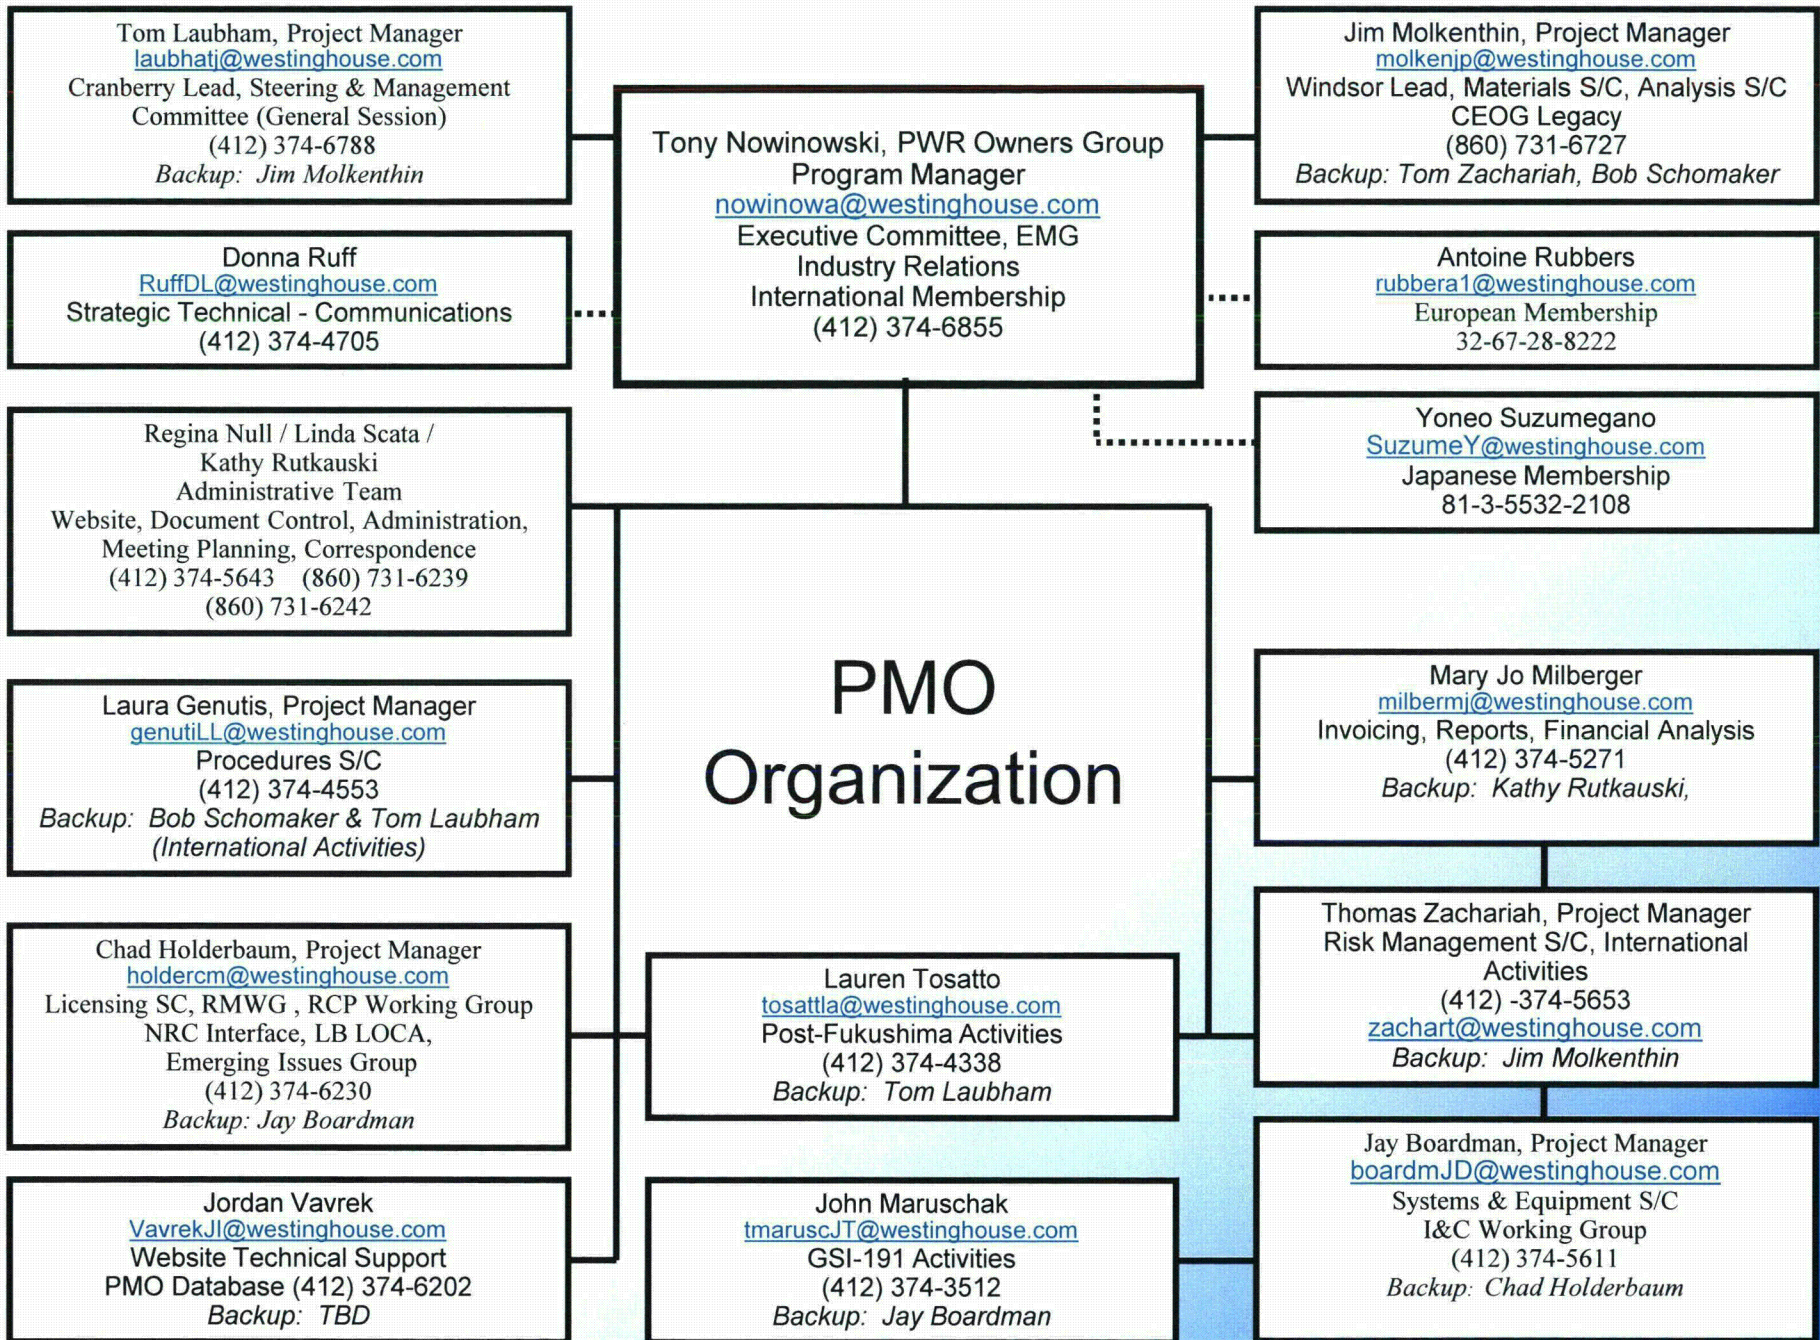 Tom Laubham, Project Manager
laubhatj@westinghouse.com
Cranberry Lead, Steering & Management
Committee (General Session)
(412) 374-6788
Backup: Jim Molkenthin
Tony Nowinowski, PWR Owners Group
Program Manager
nowinowa@westinghouse.com
Executive Committee, EMG
Industry Relations
International Membership
(412) 374-6855
Jim Molkenthin, Project Manager
molkenjp@westinghouse.com
Windsor Lead, Materials S/C, Analysis S/C
CEOG Legacy
(860) 731-6727
Backup: Tom Zachariah, Bob Schomaker
Donna Ruff
RuffDL@westinghouse.com
Strategic Technical - Communications
(412) 374-4705
Antoine Rubbers
rubbera1@westinghouse.com
European Membership
32-67-28-8222
Yoneo Suzumegano
SuzumeY@westinghouse.com
Japanese Membership
81-3-5532-2108
Regina Null / Linda Scata /
Kathy Rutkauski
Administrative Team
Website, Document Control, Administration,
Meeting Planning, Correspondence
(412) 374-5643 (860) 731-6239
(860) 731-6242
PMO
Organization
Laura Genutis, Project Manager
genutiLL@westinghouse.com
Procedures S/C
(412) 374-4553
Backup: Bob Schomaker & Tom Laubham
(International Activities)
Mary Jo Milberger
milbermj@westinghouse.com
Invoicing, Reports, Financial Analysis
(412) 374-5271
Backup: Kathy Rutkauski,
Chad Holderbaum, Project Manager
holdercm@westinghouse.com
Licensing SC, RMWG , RCP Working Group
NRC Interface, LB LOCA,
Emerging Issues Group
(412) 374-6230
Backup: Jay Boardman
Lauren Tosatto
tosattla@westinghouse.com
Post-Fukushima Activities
(412) 374-4338
Backup: Tom Laubham
Thomas Zachariah, Project Manager
Risk Management S/C, International
Activities
(412) -374-5653
zachart@westinghouse.com
Backup: Jim Molkenthin
Jordan Vavrek
VavrekJI@westinghouse.com
Website Technical Support
PMO Database (412) 374-6202
Backup: TBD
John Maruschak
tmaruscJT@westinghouse.com
GSI-191 Activities
(412) 374-3512
Backup: Jay Boardman
Jay Boardman, Project Manager
boardmJD@westinghouse.com
Systems & Equipment S/C
I&C Working Group
(412) 374-5611
Backup: Chad Holderbaum